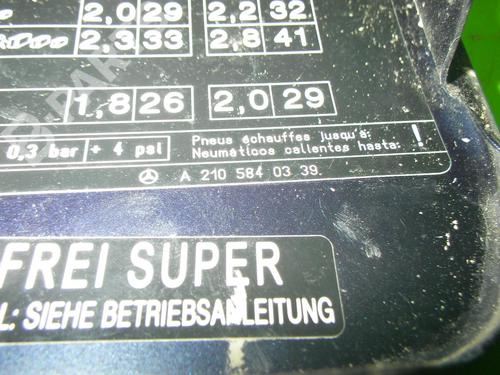 2,0 29 2,2 32
2,3 33 2,8 41
1,8 26 2,0 29
0,3 bar + 4 psi Pneus échauffes jusqu'á: !
Neumáticos calientes hasta:
A 210 584 03 39.
FREI SUPER
L: SIEHE BETRIEBSANLEITUNG